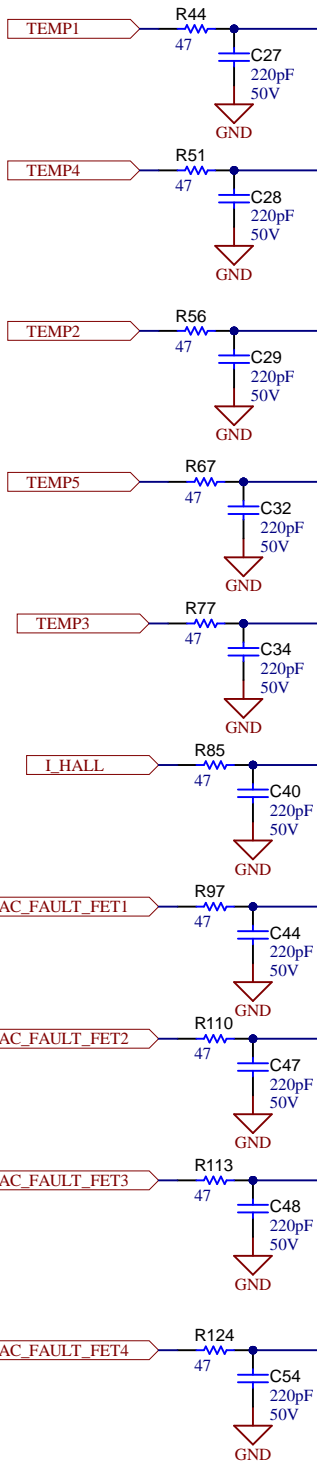 R44
TEMP1
47
C27
220pF
50V
GND
R51
TEMP4
47
C28
220pF
50V
GND
R56
TEMP2
47
C29
220pF
50V
GND
R67
TEMP5
47
C32
220pF
50V
GND
R77
TEMP3
47
C34
220pF
50V
GND
R85
I_HALL
47
C40
220pF
50V
GND
R97
AC_FAULT_FET1
47
C44
220pF
50V
GND
R110
AC_FAULT_FET2
47
C47
220pF
50V
GND
R113
AC_FAULT_FET3
47
C48
220pF
50V
GND
R124
AC_FAULT_FET4
47
C54
220pF
50V
GND